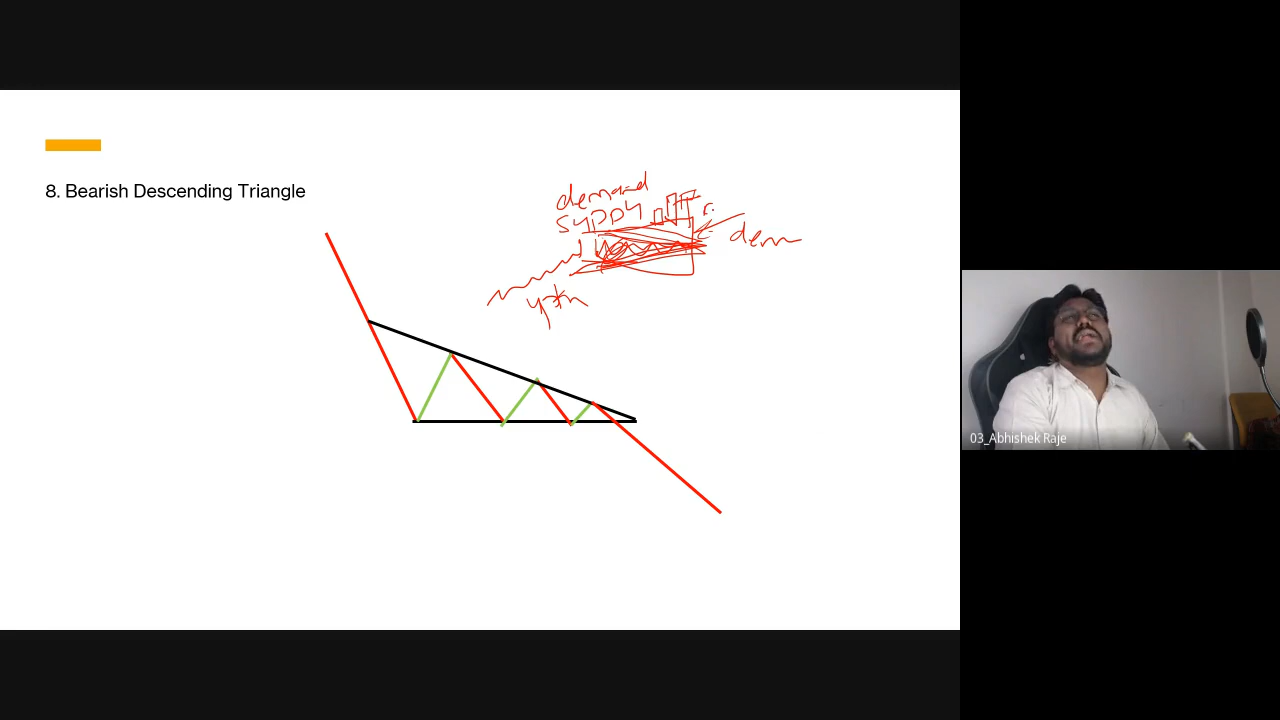 8. Bearish Descending Triangle
demand
supply
dem
03_Abhishek Raje